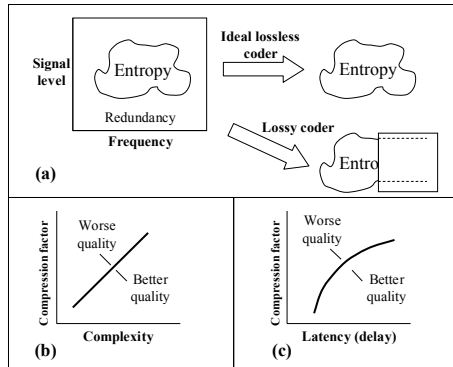 Signal
level
Entropy
Redundancy
Frequency
Ideal lossless
coder
Entropy
Lossy coder
Entro
(a)
Compression factor
Worse
quality
Better
quality
Complexity
(b)
Compression factor
Worse
quality
Better
quality
Latency (delay)
(c)